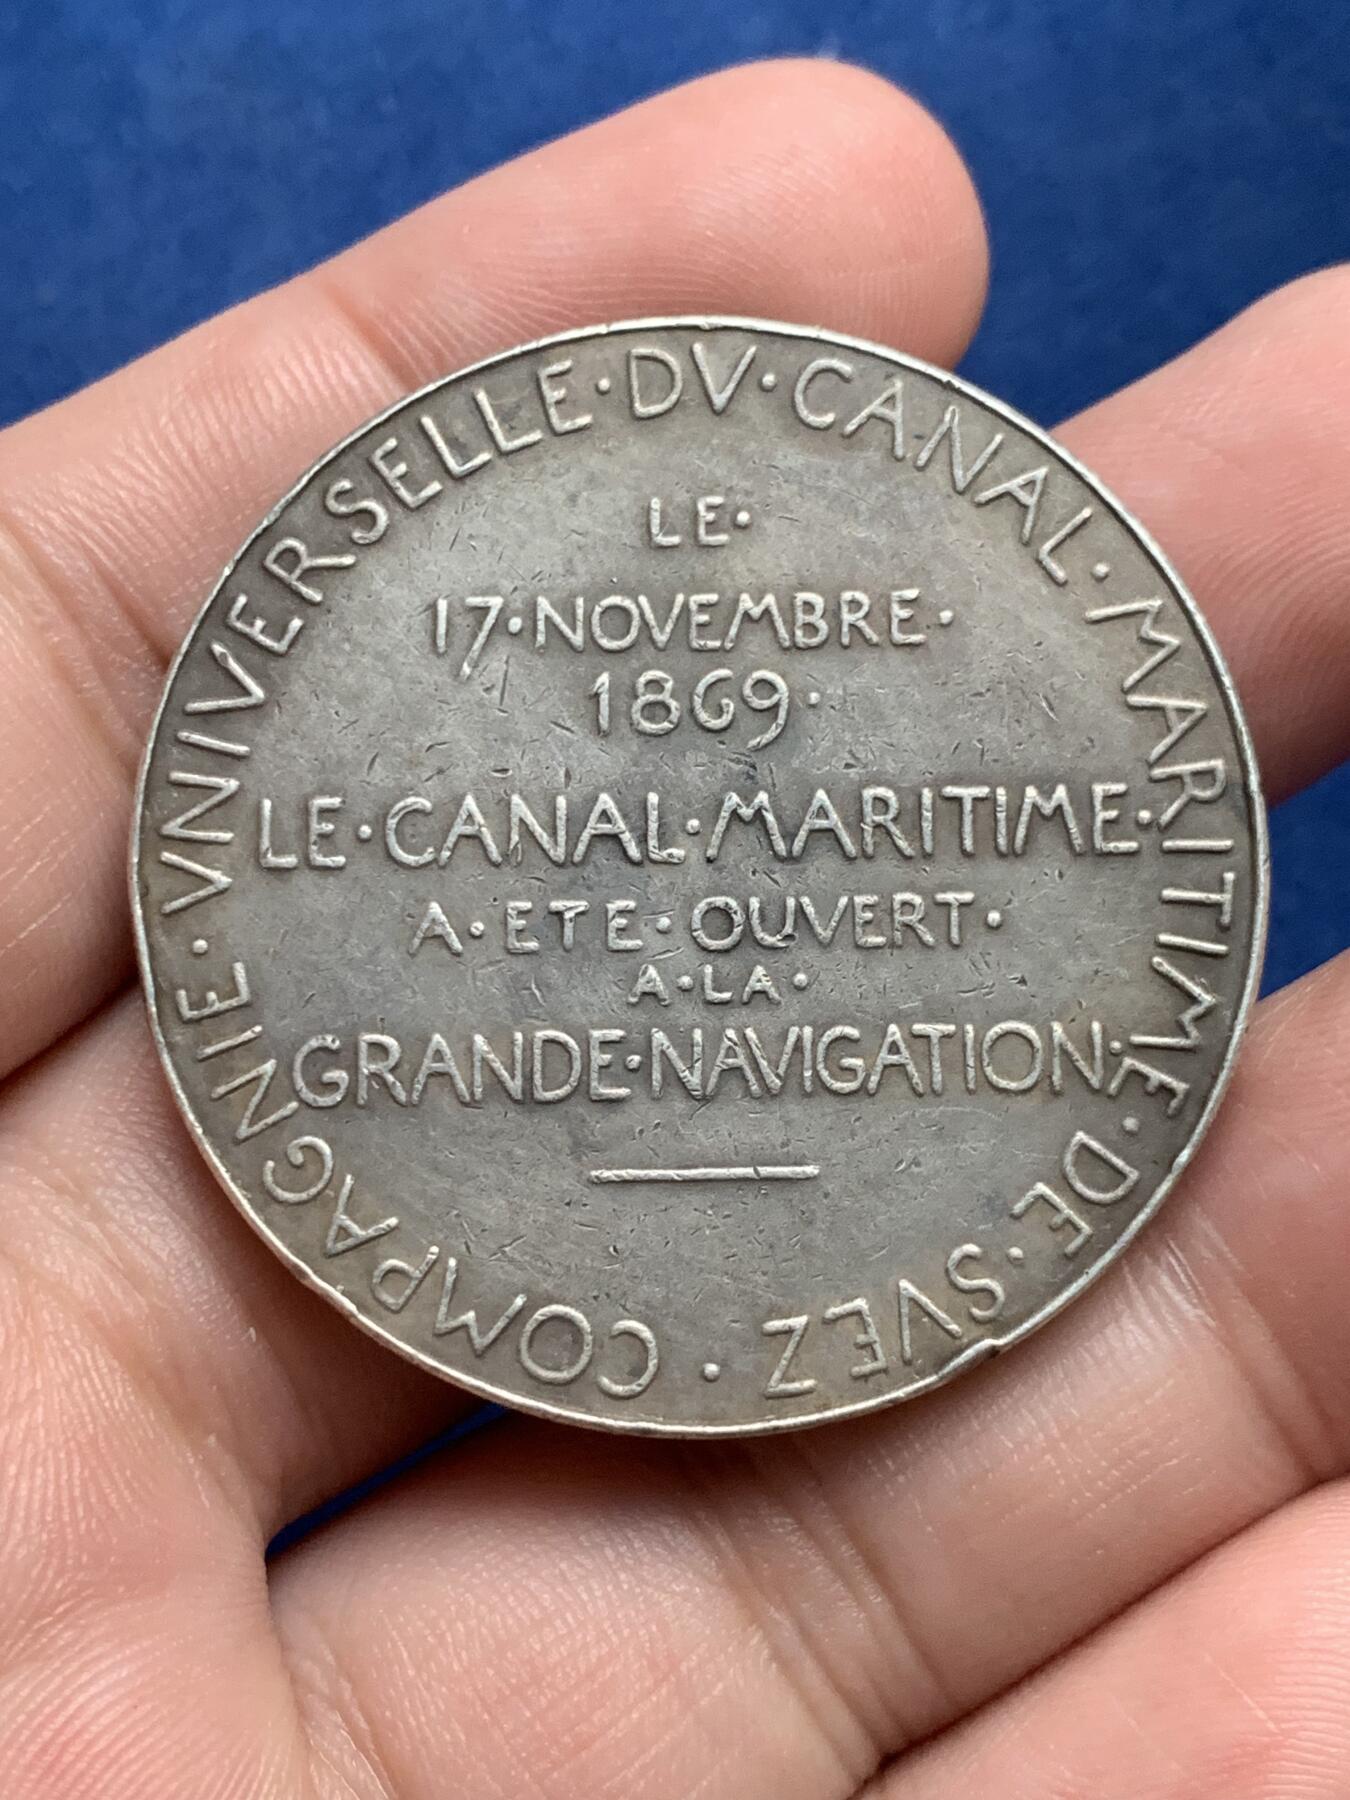 COMPAGNIE · VNIVERSELLE · DV · CANAL · MARITIME · DE · SVEZ ·
LE ·
17 · NOVEMBRE ·
1869 ·
LE · CANAL · MARITIME ·
A · ETE · OUVERT ·
A · LA ·
GRANDE · NAVIGATION ·